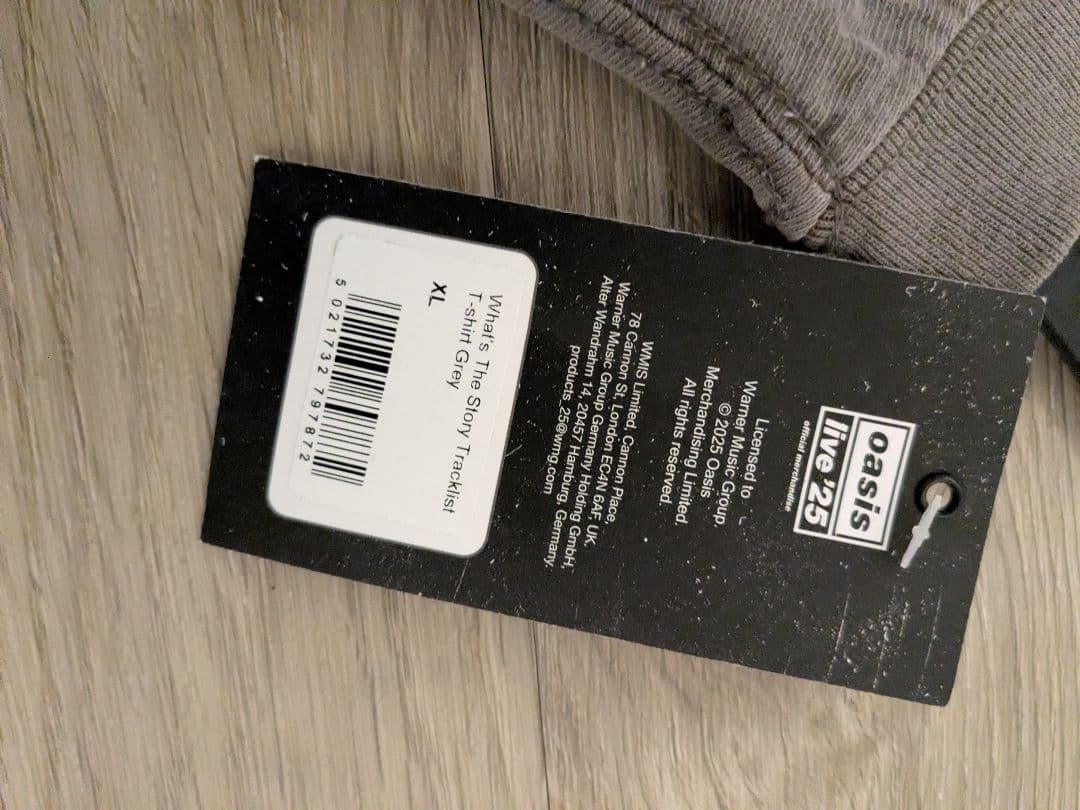 oasis
live '25
official merchandise
Licensed to
Warner Music Group,
©2025 Oasis
Merchandising Limited.
All rights reserved.
WMIS Limited, Cannon Place,
78 Cannon St, London EC4N 6AF, UK.
Warner Music Group Germany Holding GmbH,
Alter Wandrahm 14, 20457 Hamburg, Germany.
products_25@wmg.com
What's The Story Tracklist
T-shirt Grey
XL
5 021732 797872